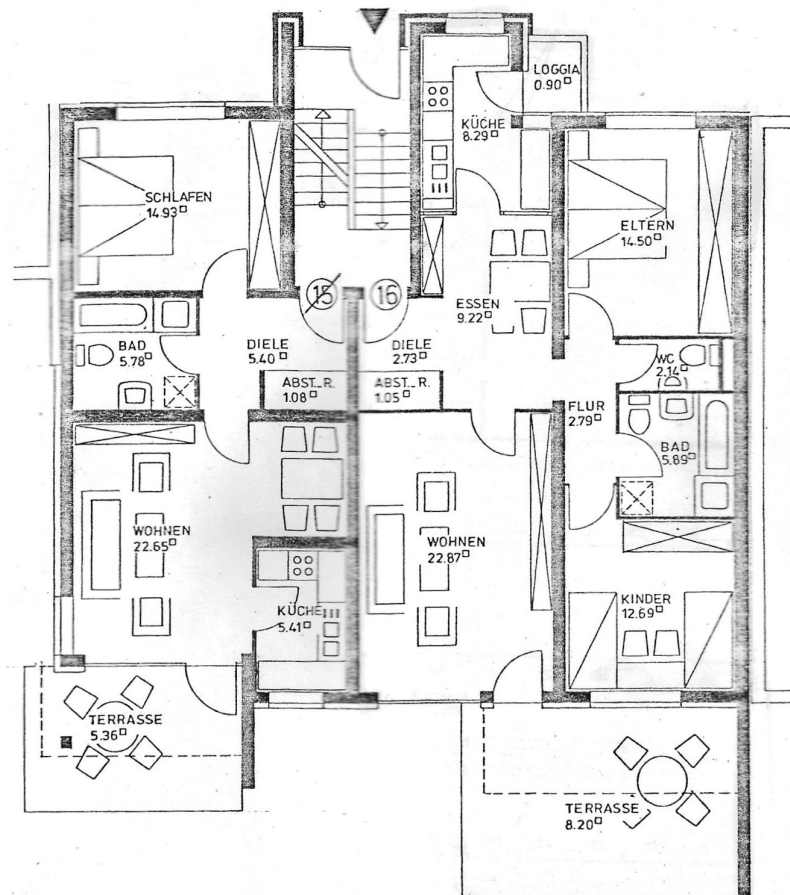 LOGGIA
0.90
KÜCHE
8.29
SCHLAFEN
14.93
ELTERN
14.50
15
16
ESSEN
9.22
BAD
5.78
DIELE
5.40
DIELE
2.73
WC
2.14
ABST.R.
1.08
ABST.R.
1.05
FLUR
2.79
BAD
5.89
WOHNEN
22.65
WOHNEN
22.87
KÜCHE
5.41
KINDER
12.69
TERRASSE
5.36
TERRASSE
8.20